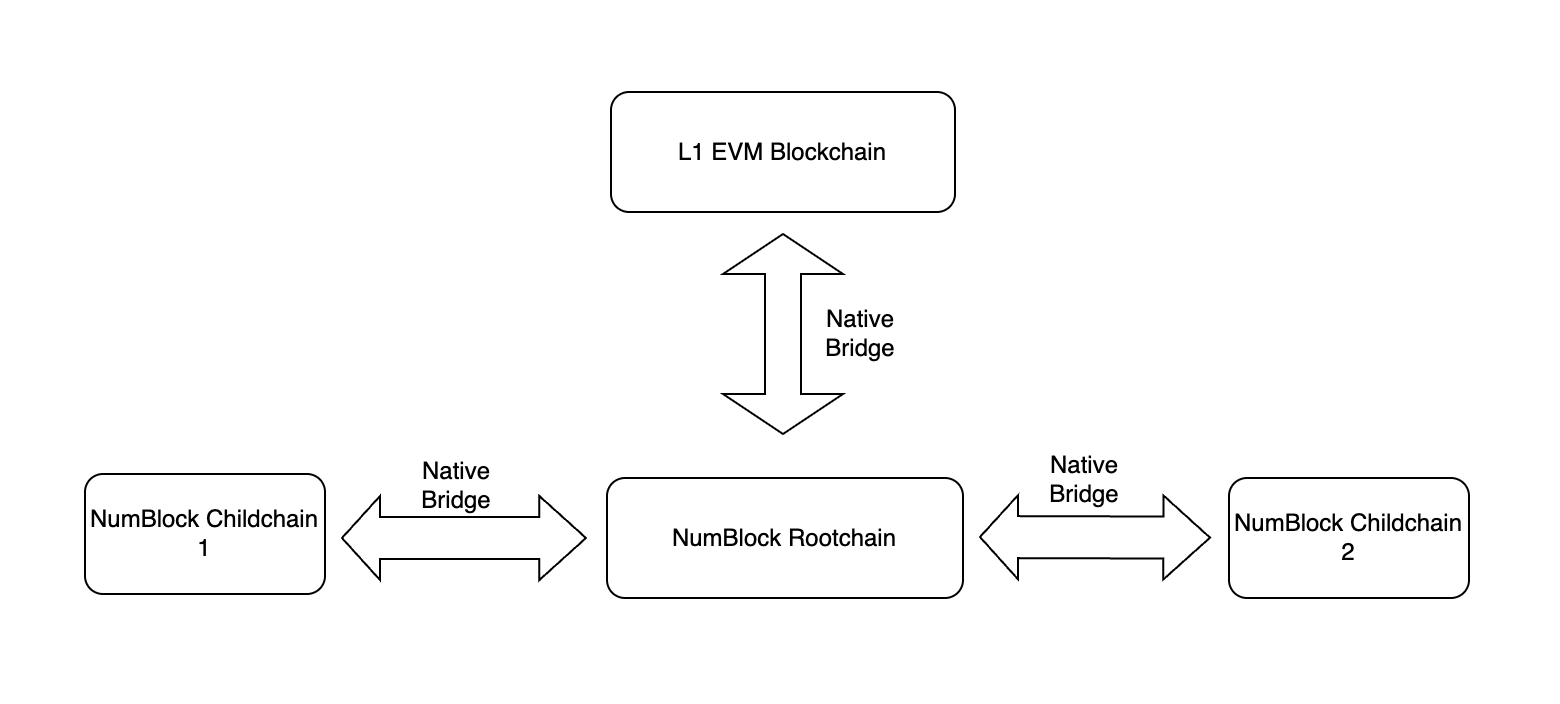 L1 EVM Blockchain
Native
Bridge
Native
Bridge
Native
Bridge
NumBlock Childchain
1
NumBlock Rootchain
NumBlock Childchain
2